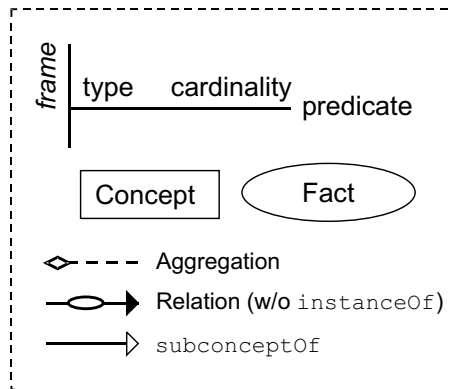 frame
type cardinality
predicate
Concept
Fact
Aggregation
Relation (w/o instanceOf)
subconceptOf